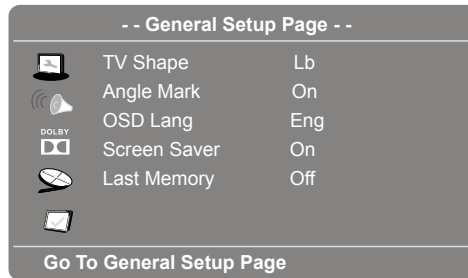 - - General Setup Page - -
TV Shape Lb
Angle Mark On
OSD Lang Eng
DOLBY
Screen Saver On
Last Memory Off
Go To General Setup Page